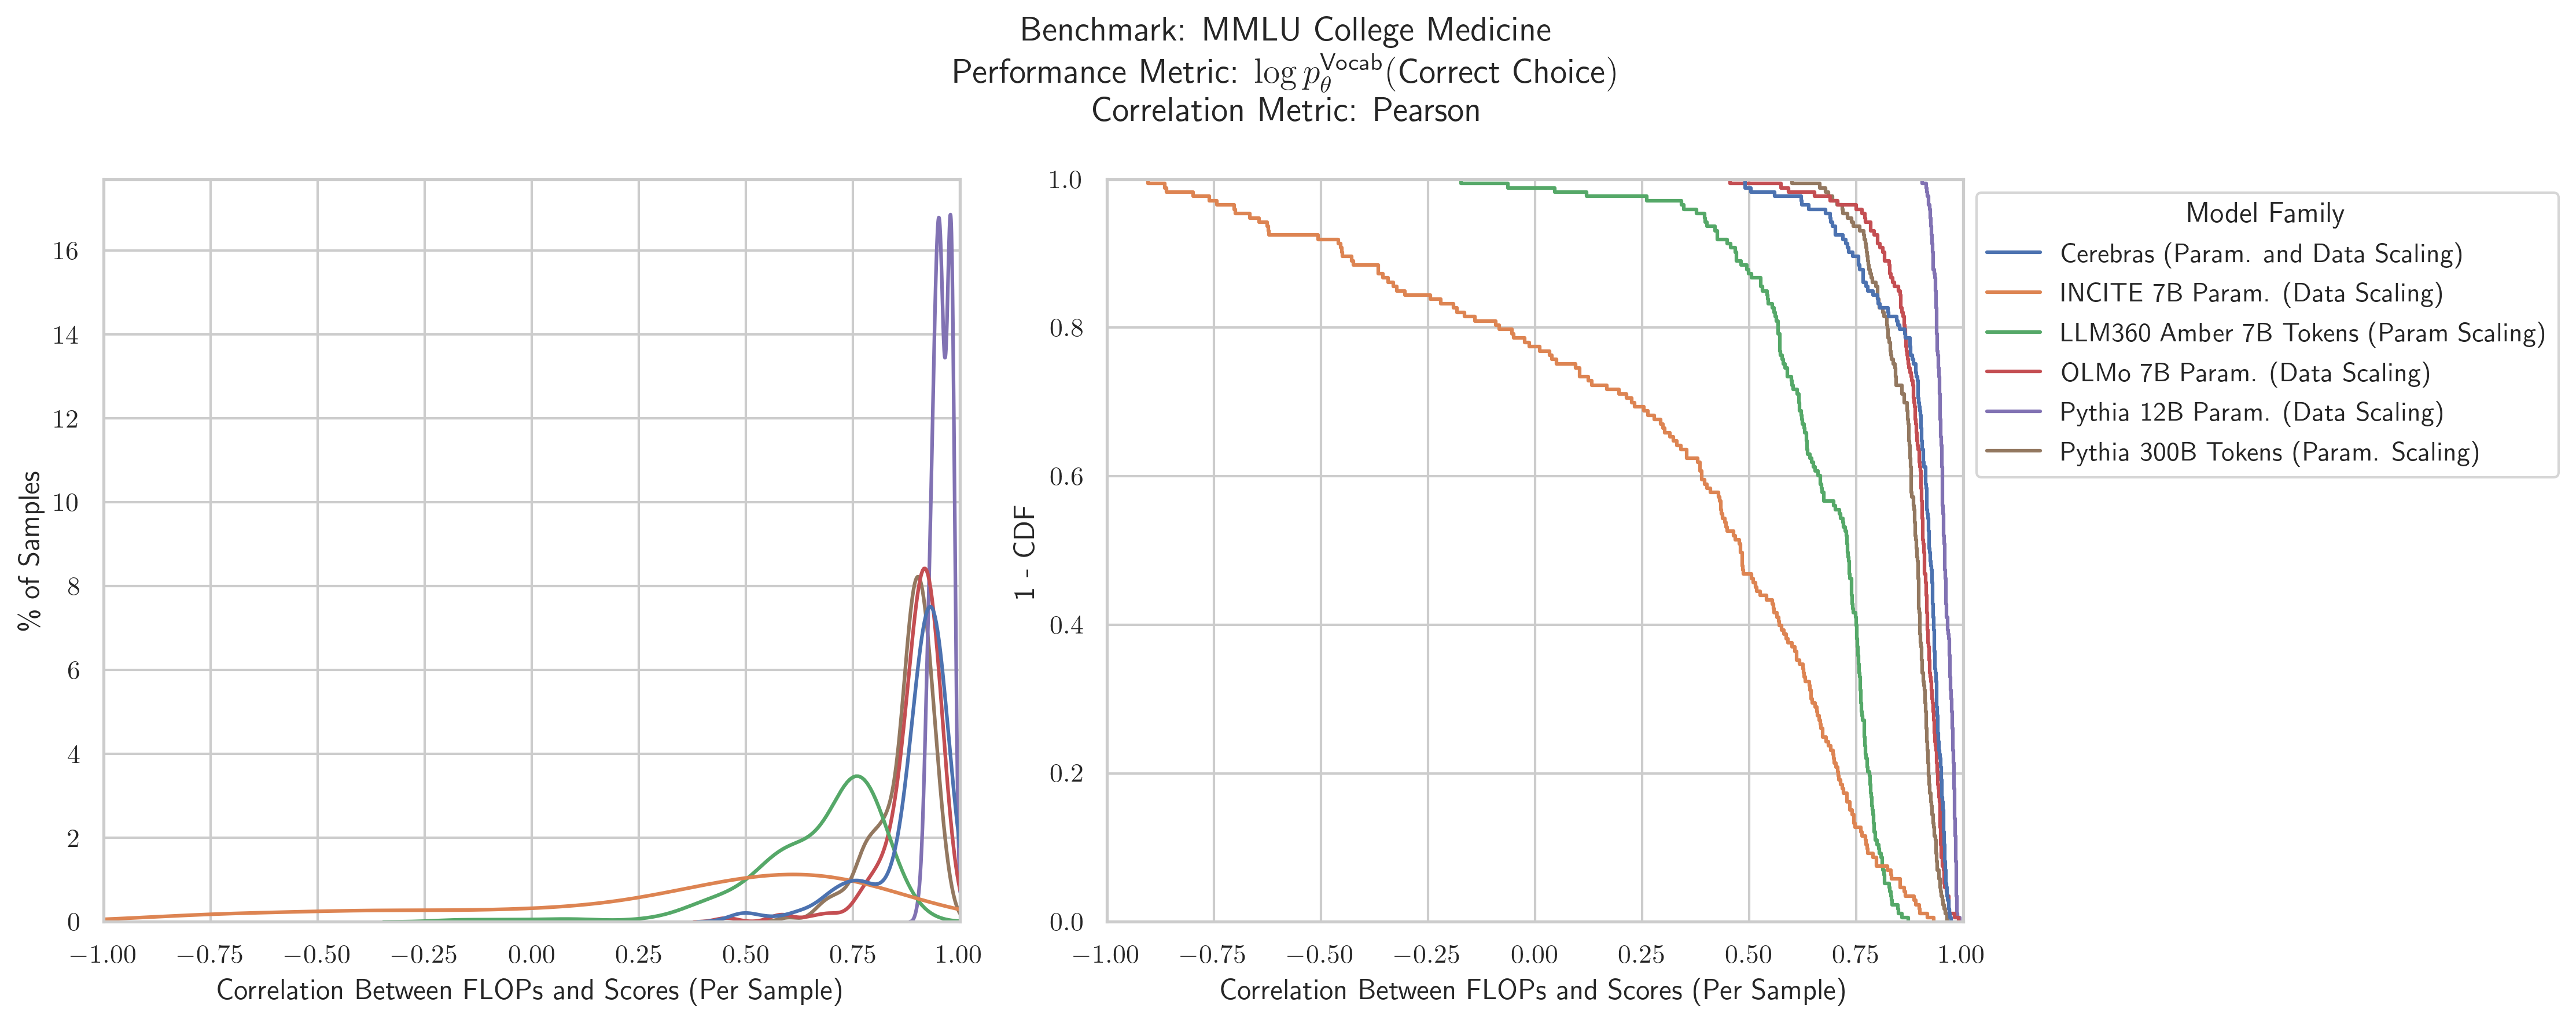 Benchmark: MMLU College Medicine
Performance Metric: log p_θ^Vocab(Correct Choice)
Correlation Metric: Pearson
% of Samples
16
14
12
10
8
6
4
2
0
−1.00 −0.75 −0.50 −0.25 0.00 0.25 0.50 0.75 1.00
Correlation Between FLOPs and Scores (Per Sample)
1 - CDF
1.0
0.8
0.6
0.4
0.2
0.0
−1.00 −0.75 −0.50 −0.25 0.00 0.25 0.50 0.75 1.00
Correlation Between FLOPs and Scores (Per Sample)
Model Family
Cerebras (Param. and Data Scaling)
INCITE 7B Param. (Data Scaling)
LLM360 Amber 7B Tokens (Param Scaling)
OLMo 7B Param. (Data Scaling)
Pythia 12B Param. (Data Scaling)
Pythia 300B Tokens (Param. Scaling)